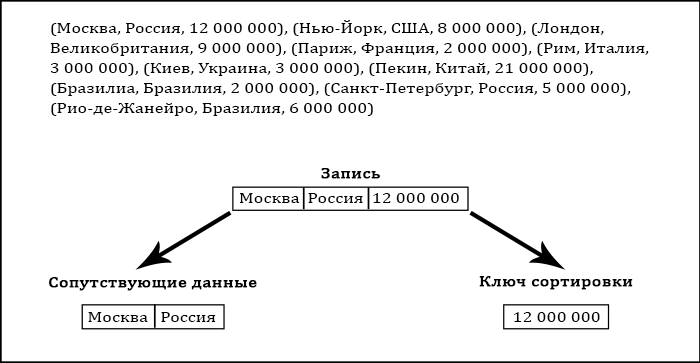 (Москва, Россия, 12 000 000), (Нью-Йорк, США, 8 000 000), (Лондон,
Великобритания, 9 000 000), (Париж, Франция, 2 000 000), (Рим, Италия,
3 000 000), (Киев, Украина, 3 000 000), (Пекин, Китай, 21 000 000),
(Бразилиа, Бразилия, 2 000 000), (Санкт-Петербург, Россия, 5 000 000),
(Рио-де-Жанейро, Бразилия, 6 000 000)
Запись
Москва Россия 12 000 000
Сопутствующие данные
Москва Россия
Ключ сортировки
12 000 000